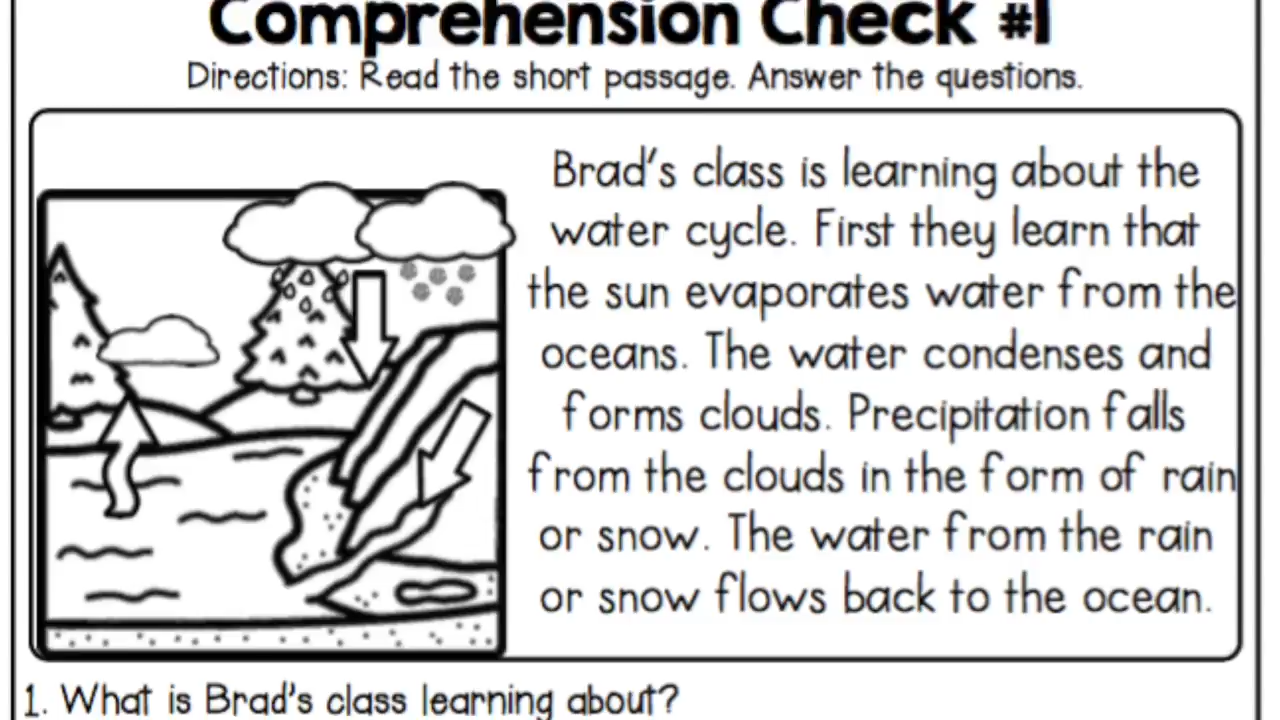 Comprehension Check #1
Directions: Read the short passage. Answer the questions.
Brad's class is learning about the
water cycle. First they learn that
the sun evaporates water from the
oceans. The water condenses and
forms clouds. Precipitation falls
from the clouds in the form of rain
or snow. The water from the rain
or snow flows back to the ocean.
1. What is Brad's class learning about?